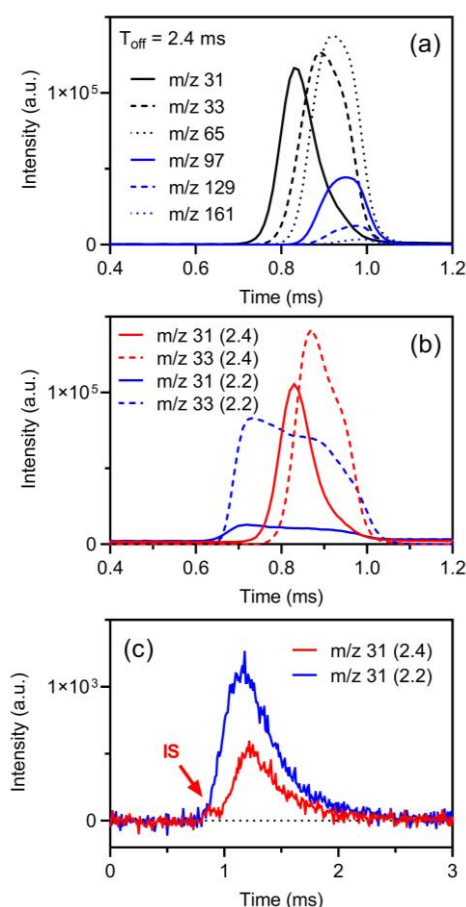 (a)
T_off = 2.4 ms
m/z 31
m/z 33
m/z 65
m/z 97
m/z 129
m/z 161
Intensity (a.u.)
1×10⁵
0
0.4 0.6 0.8 1.0 1.2
Time (ms)
(b)
m/z 31 (2.4)
m/z 33 (2.4)
m/z 31 (2.2)
m/z 33 (2.2)
Intensity (a.u.)
1×10⁵
0
0.4 0.6 0.8 1.0 1.2
Time (ms)
(c)
m/z 31 (2.4)
m/z 31 (2.2)
IS
Intensity (a.u.)
1×10³
0
0 1 2 3
Time (ms)